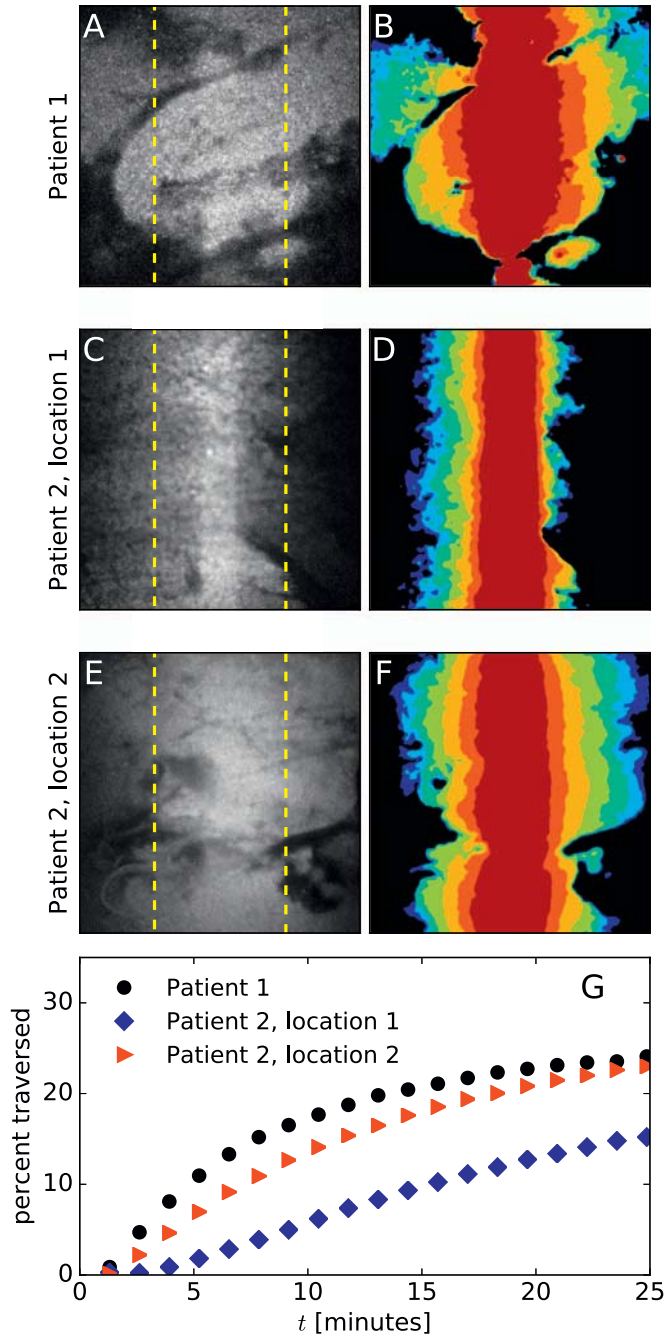 A
B
Patient 1
C
D
Patient 2, location 1
E
F
Patient 2, location 2
G
Patient 1
Patient 2, location 1
Patient 2, location 2
percent traversed
30
20
10
0
0
5
10
15
20
25
t [minutes]